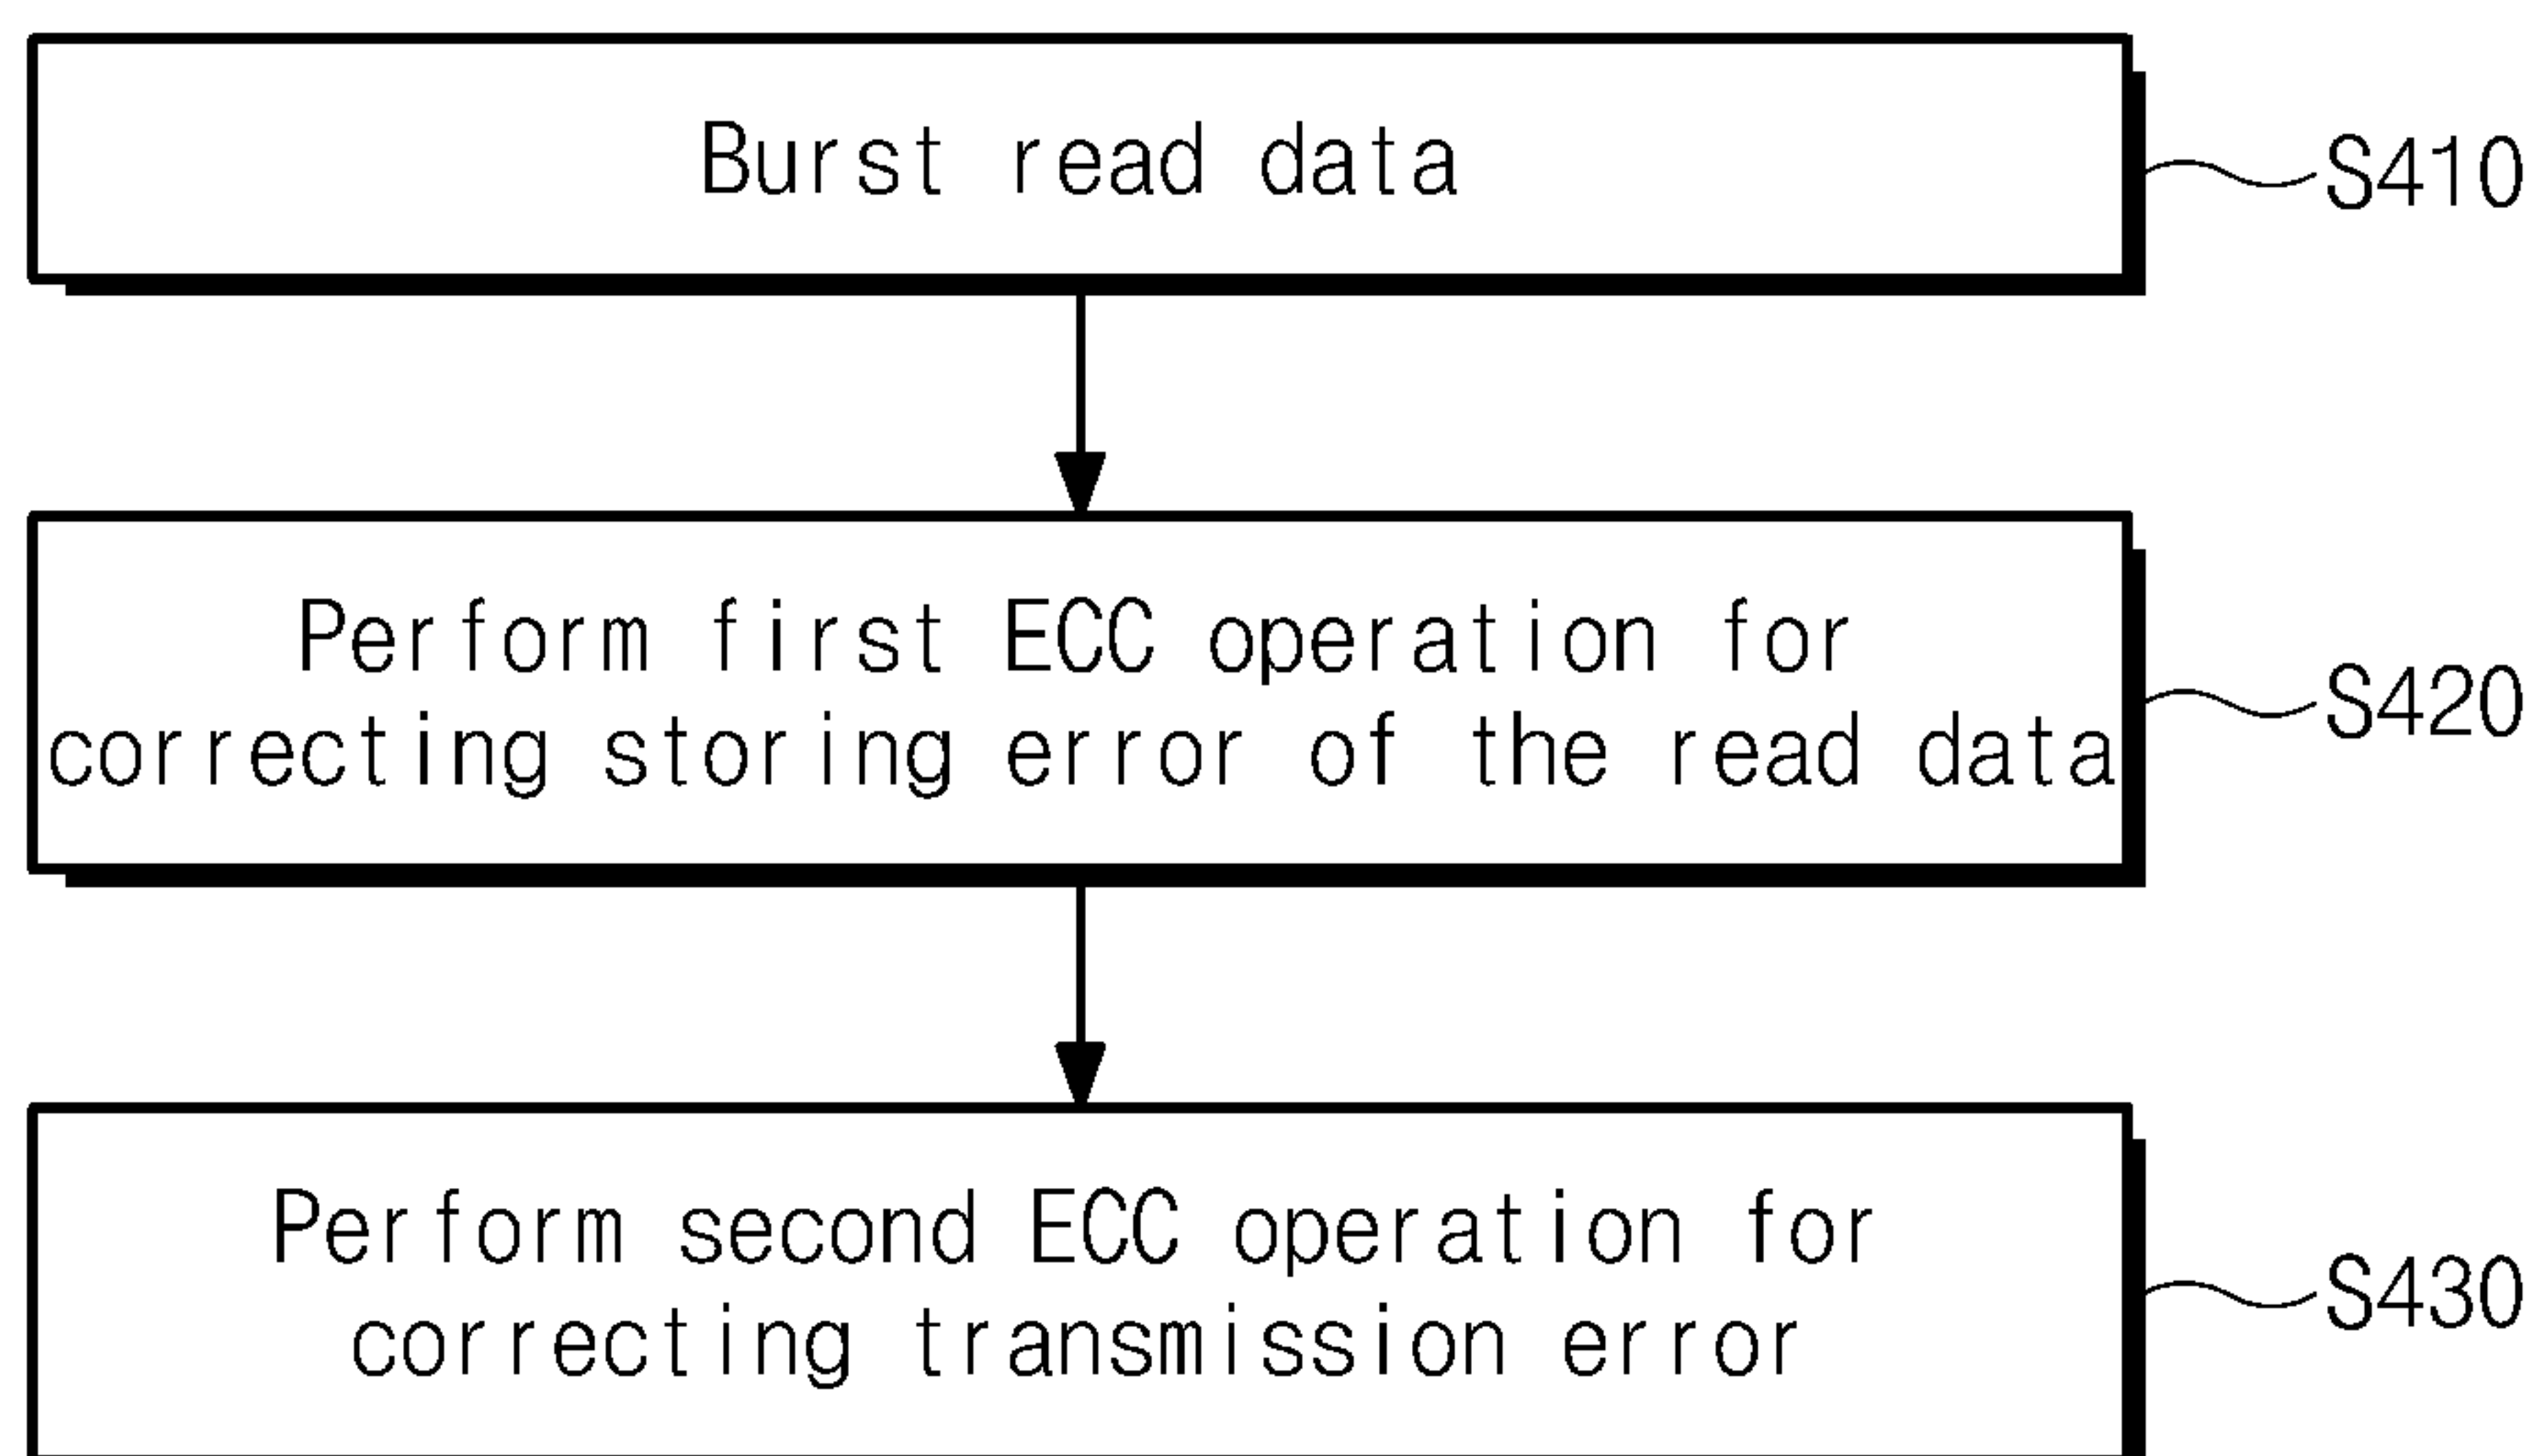 Burst read data
S410
Perform first ECC operation for
correcting storing error of the read data
S420
Perform second ECC operation for
correcting transmission error
S430